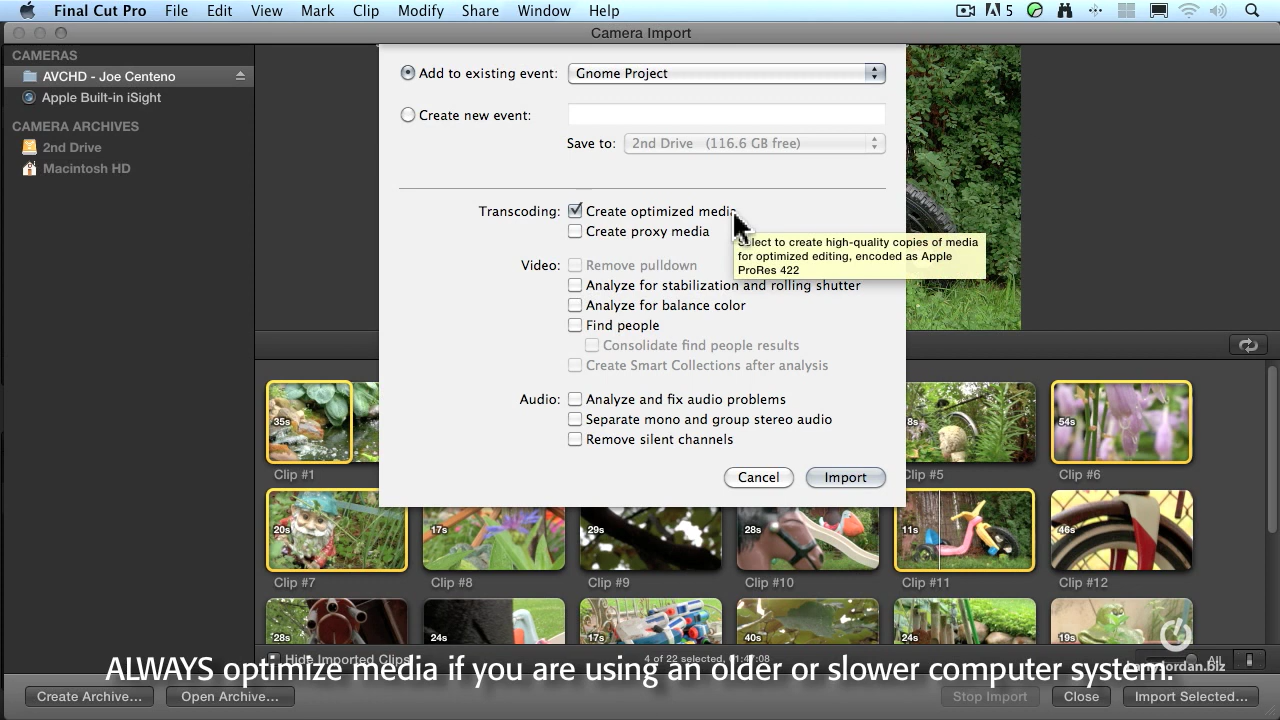 Final Cut Pro File Edit View Mark Clip Modify Share Window Help 5
Camera Import
CAMERAS
AVCHD - Joe Centeno
Apple Built-in iSight
CAMERA ARCHIVES
2nd Drive
Macintosh HD
Add to existing event: Gnome Project
Create new event:
Save to: 2nd Drive (116.6 GB free)
Transcoding: Create optimized media
Create proxy media
Select to create high-quality copies of media
for optimized editing, encoded as Apple
ProRes 422
Video: Remove pulldown
Analyze for stabilization and rolling shutter
Analyze for balance color
Find people
Consolidate find people results
Create Smart Collections after analysis
Audio: Analyze and fix audio problems
Separate mono and group stereo audio
Remove silent channels
Cancel Import
35s 8s 54s
Clip #1 Clip #5 Clip #6
20s 17s 29s 28s 11s 46s
Clip #7 Clip #8 Clip #9 Clip #10 Clip #11 Clip #12
28s 24s 17s 40s 24s 19s
Hide Imported Clips 4 of 22 selected, 01:47:08 All
ALWAYS optimize media if you are using an older or slower computer system.
LarryJordan.biz
Create Archive... Open Archive... Stop Import Close Import Selected...